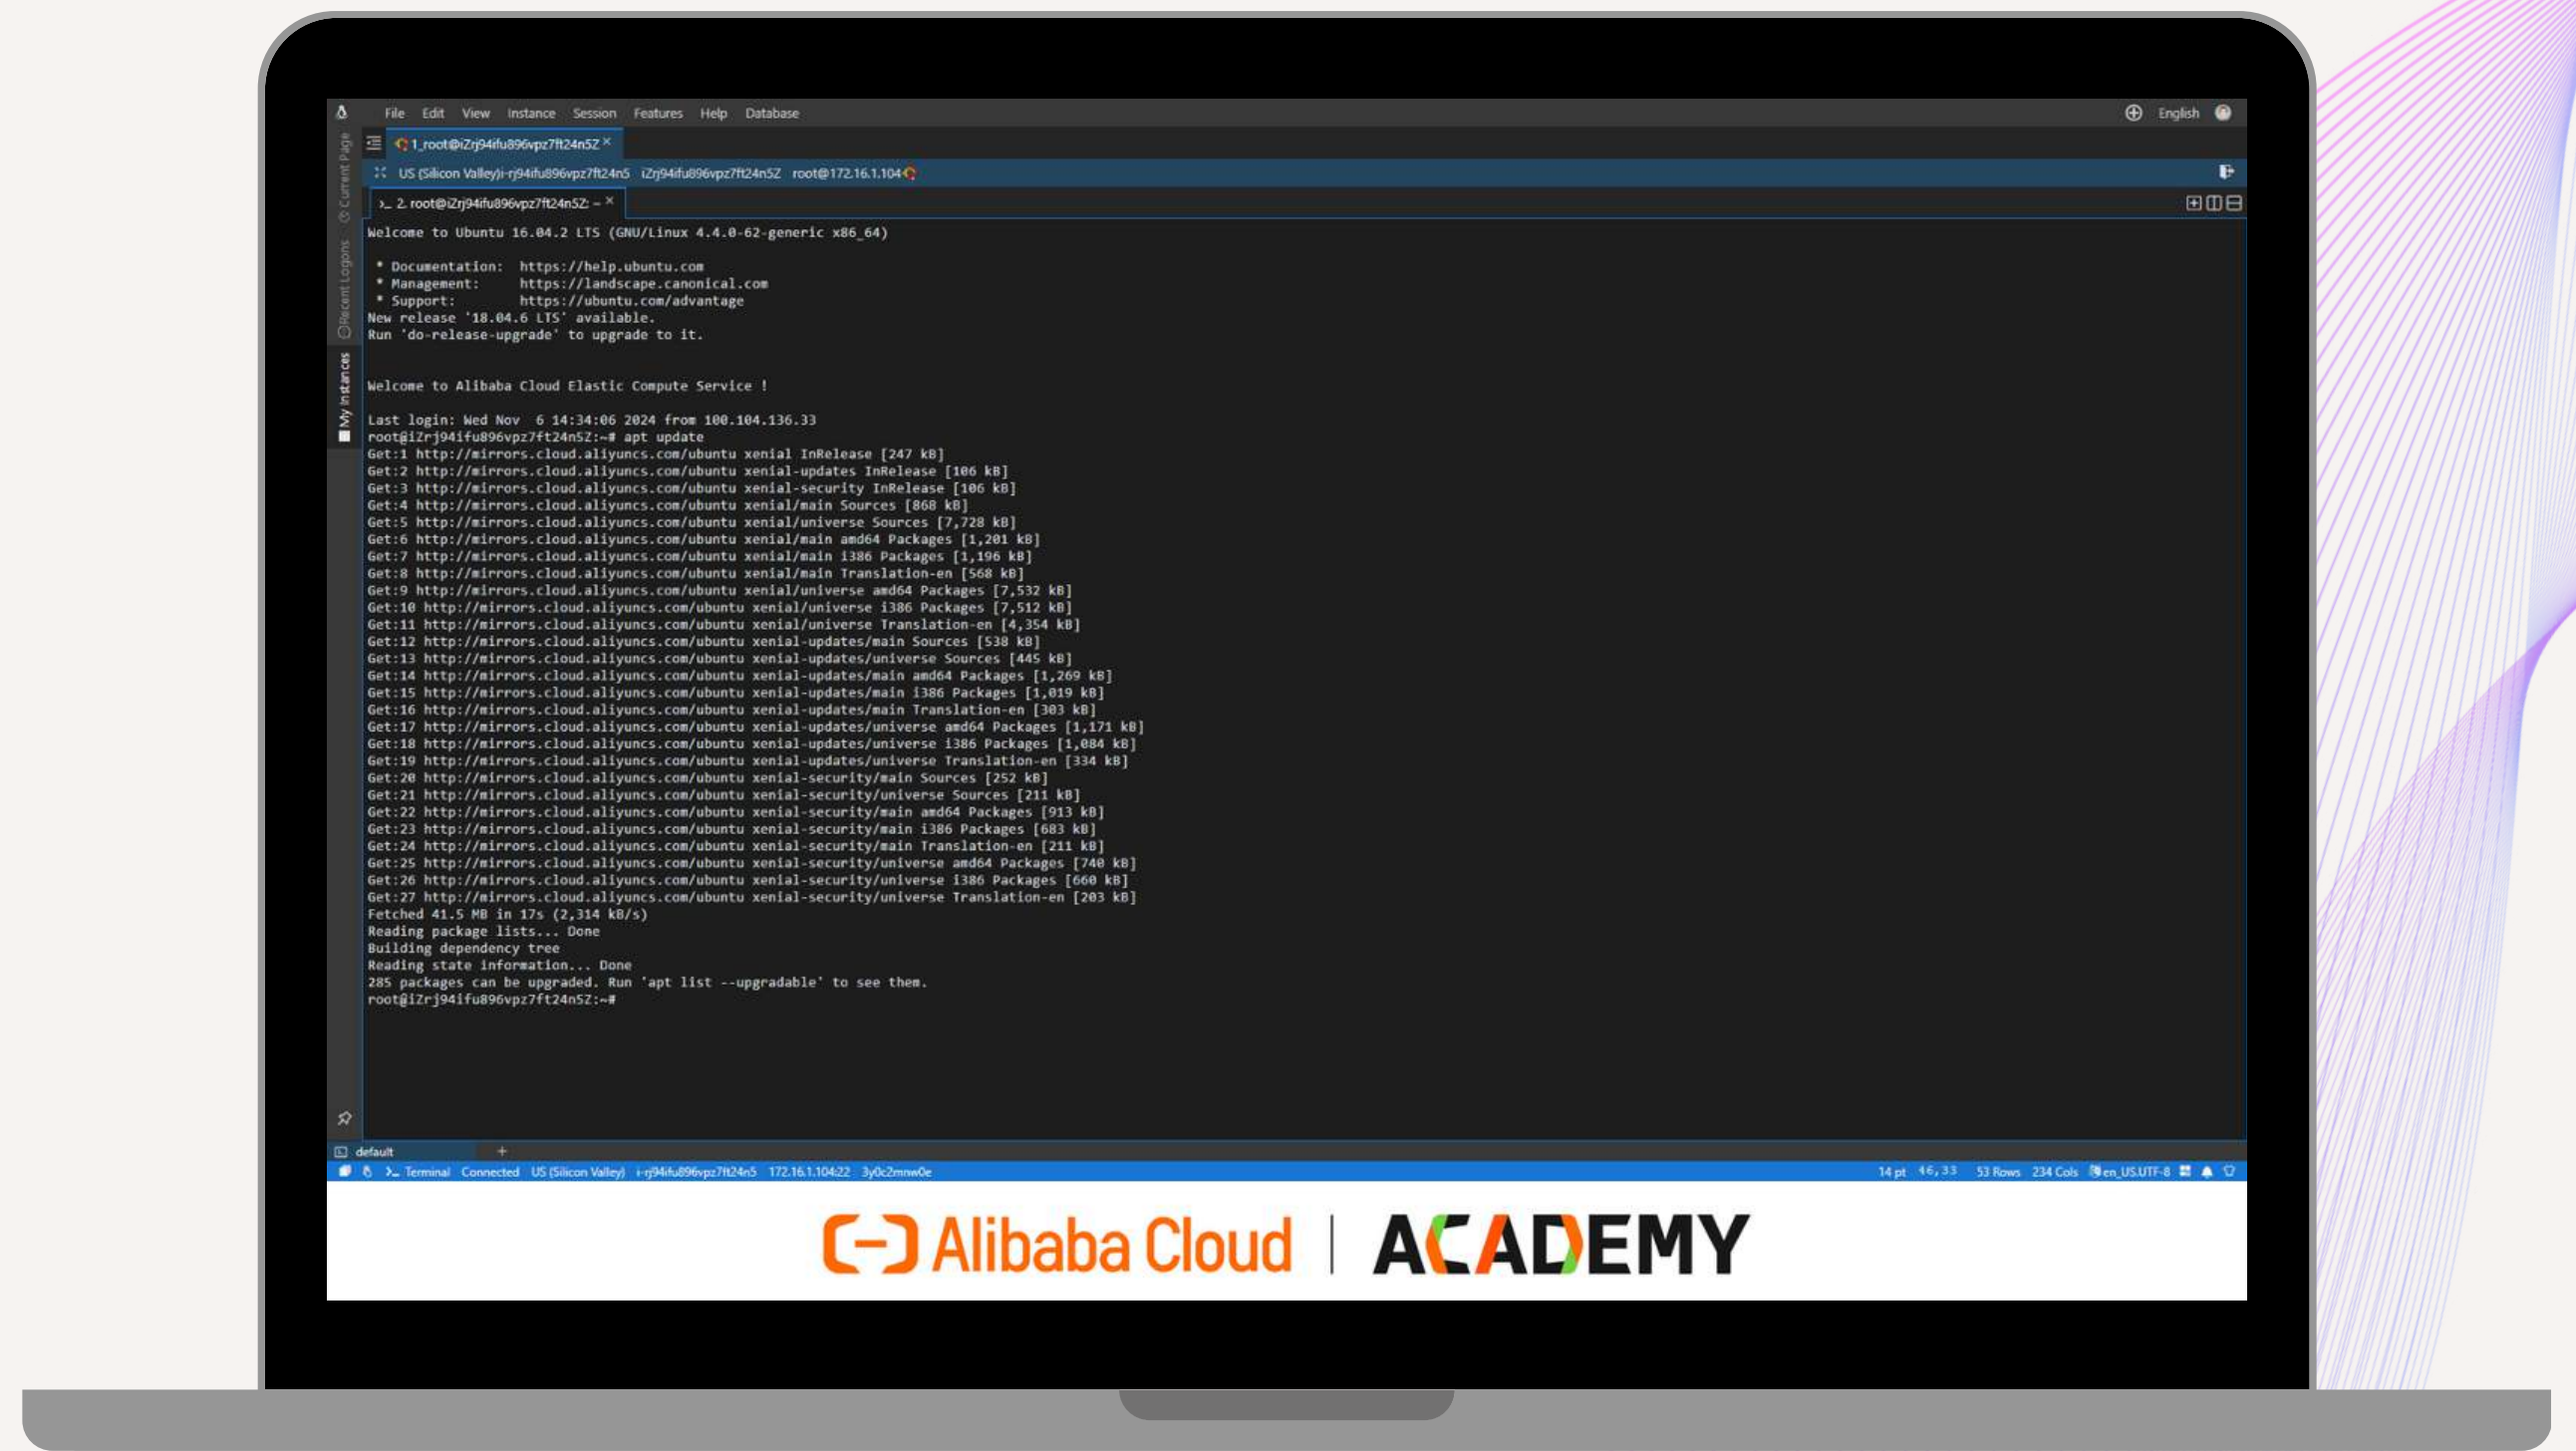 File Edit View Instance Session Features Help Database
English
1_root@iZrj94ifu896vpz7ft24n5Z ×
US (Silicon Valley)i-rj94ifu896vpz7ft24n5 iZrj94ifu896vpz7ft24n5Z root@172.16.1.104
>_ 2. root@iZrj94ifu896vpz7ft24n5Z: ~ ×
Current Page
Recent Logons
My Instances
Welcome to Ubuntu 16.04.2 LTS (GNU/Linux 4.4.0-62-generic x86_64)
* Documentation: https://help.ubuntu.com
* Management: https://landscape.canonical.com
* Support: https://ubuntu.com/advantage
New release '18.04.6 LTS' available.
Run 'do-release-upgrade' to upgrade to it.
Welcome to Alibaba Cloud Elastic Compute Service !
Last login: Wed Nov 6 14:34:06 2024 from 100.104.136.33
root@iZrj94ifu896vpz7ft24n5Z:~# apt update
Get:1 http://mirrors.cloud.aliyuncs.com/ubuntu xenial InRelease [247 kB]
Get:2 http://mirrors.cloud.aliyuncs.com/ubuntu xenial-updates InRelease [106 kB]
Get:3 http://mirrors.cloud.aliyuncs.com/ubuntu xenial-security InRelease [106 kB]
Get:4 http://mirrors.cloud.aliyuncs.com/ubuntu xenial/main Sources [868 kB]
Get:5 http://mirrors.cloud.aliyuncs.com/ubuntu xenial/universe Sources [7,728 kB]
Get:6 http://mirrors.cloud.aliyuncs.com/ubuntu xenial/main amd64 Packages [1,201 kB]
Get:7 http://mirrors.cloud.aliyuncs.com/ubuntu xenial/main i386 Packages [1,196 kB]
Get:8 http://mirrors.cloud.aliyuncs.com/ubuntu xenial/main Translation-en [568 kB]
Get:9 http://mirrors.cloud.aliyuncs.com/ubuntu xenial/universe amd64 Packages [7,532 kB]
Get:10 http://mirrors.cloud.aliyuncs.com/ubuntu xenial/universe i386 Packages [7,512 kB]
Get:11 http://mirrors.cloud.aliyuncs.com/ubuntu xenial/universe Translation-en [4,354 kB]
Get:12 http://mirrors.cloud.aliyuncs.com/ubuntu xenial-updates/main Sources [538 kB]
Get:13 http://mirrors.cloud.aliyuncs.com/ubuntu xenial-updates/universe Sources [445 kB]
Get:14 http://mirrors.cloud.aliyuncs.com/ubuntu xenial-updates/main amd64 Packages [1,269 kB]
Get:15 http://mirrors.cloud.aliyuncs.com/ubuntu xenial-updates/main i386 Packages [1,019 kB]
Get:16 http://mirrors.cloud.aliyuncs.com/ubuntu xenial-updates/main Translation-en [303 kB]
Get:17 http://mirrors.cloud.aliyuncs.com/ubuntu xenial-updates/universe amd64 Packages [1,171 kB]
Get:18 http://mirrors.cloud.aliyuncs.com/ubuntu xenial-updates/universe i386 Packages [1,084 kB]
Get:19 http://mirrors.cloud.aliyuncs.com/ubuntu xenial-updates/universe Translation-en [334 kB]
Get:20 http://mirrors.cloud.aliyuncs.com/ubuntu xenial-security/main Sources [252 kB]
Get:21 http://mirrors.cloud.aliyuncs.com/ubuntu xenial-security/universe Sources [211 kB]
Get:22 http://mirrors.cloud.aliyuncs.com/ubuntu xenial-security/main amd64 Packages [913 kB]
Get:23 http://mirrors.cloud.aliyuncs.com/ubuntu xenial-security/main i386 Packages [683 kB]
Get:24 http://mirrors.cloud.aliyuncs.com/ubuntu xenial-security/main Translation-en [211 kB]
Get:25 http://mirrors.cloud.aliyuncs.com/ubuntu xenial-security/universe amd64 Packages [740 kB]
Get:26 http://mirrors.cloud.aliyuncs.com/ubuntu xenial-security/universe i386 Packages [660 kB]
Get:27 http://mirrors.cloud.aliyuncs.com/ubuntu xenial-security/universe Translation-en [203 kB]
Fetched 41.5 MB in 17s (2,314 kB/s)
Reading package lists... Done
Building dependency tree
Reading state information... Done
285 packages can be upgraded. Run 'apt list --upgradable' to see them.
root@iZrj94ifu896vpz7ft24n5Z:~#
default +
>_ Terminal Connected US (Silicon Valley) i-rj94ifu896vpz7ft24n5 172.16.1.104:22 3y0c2mnw0e
14 pt 46,33 53 Rows 234 Cols en_US.UTF-8
Alibaba Cloud | ACADEMY